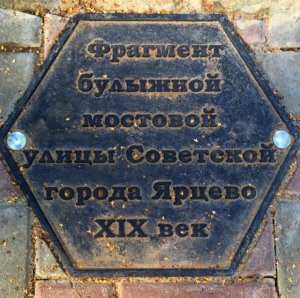 Фрагмент
булыжной
мостовой
улицы Советской
города Ярцево
XIX век